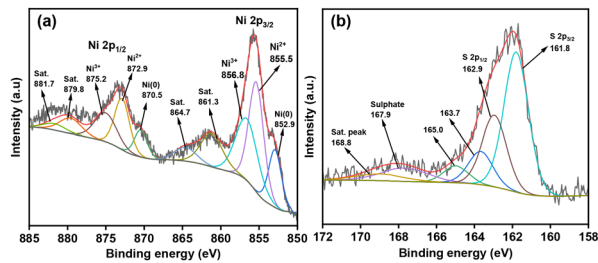 (a)
Ni 2p3/2
Ni 2p1/2
Ni2+
855.5
Ni3+
856.8
Ni2+
872.9
Ni3+
875.2
Sat.
881.7
Sat.
879.8
Ni(0)
870.5
Sat.
864.7
Sat.
861.3
Ni(0)
852.9
Intensity (a.u)
885 880 875 870 865 860 855 850
Binding energy (eV)
(b)
S 2p3/2
161.8
S 2p1/2
162.9
163.7
165.0
Sulphate
167.9
Sat. peak
168.8
Intensity (a.u.)
172 170 168 166 164 162 160 158
Binding energy (eV)